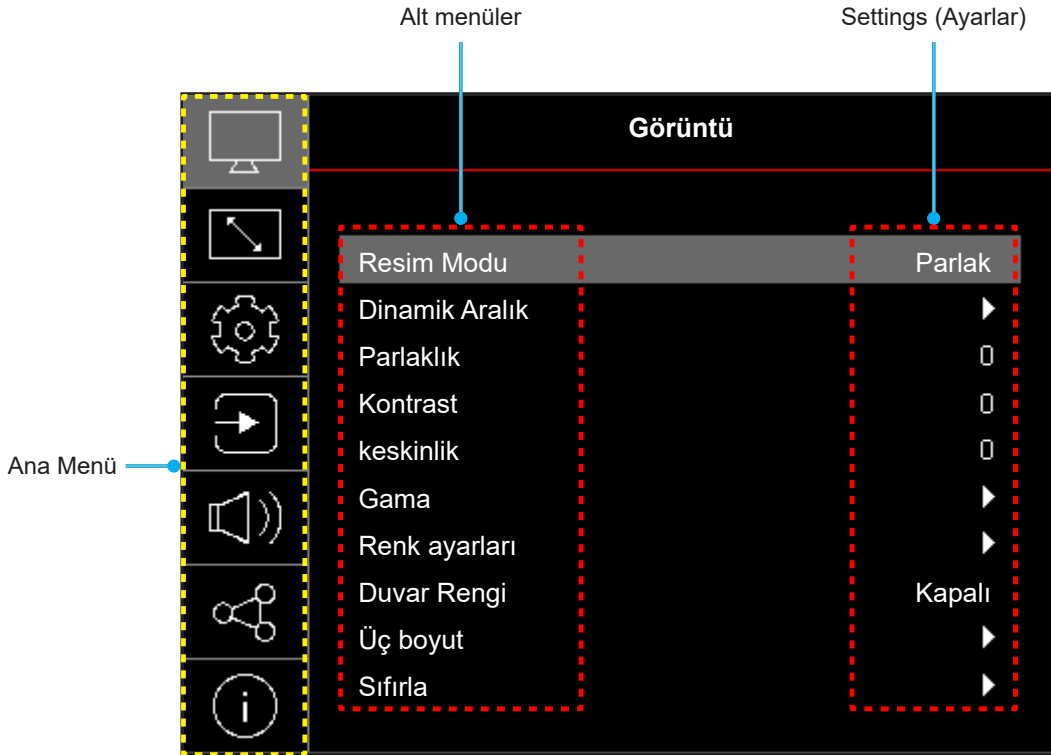 Alt menüler
Settings (Ayarlar)
Görüntü
Resim Modu Parlak
Dinamik Aralık
Parlaklık 0
Kontrast 0
keskinlik 0
Ana Menü
Gama
Renk ayarları
Duvar Rengi Kapalı
Üç boyut
Sıfırla
i